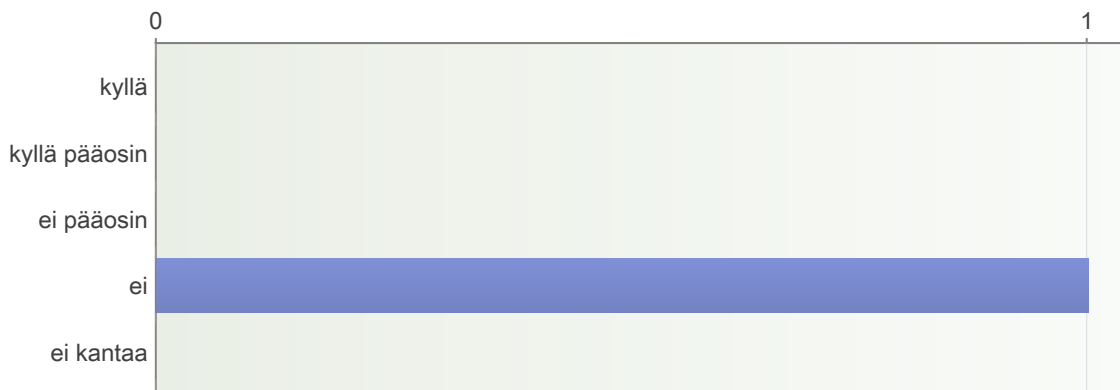 0 1
kyllä
kyllä pääosin
ei pääosin
ei
ei kantaa